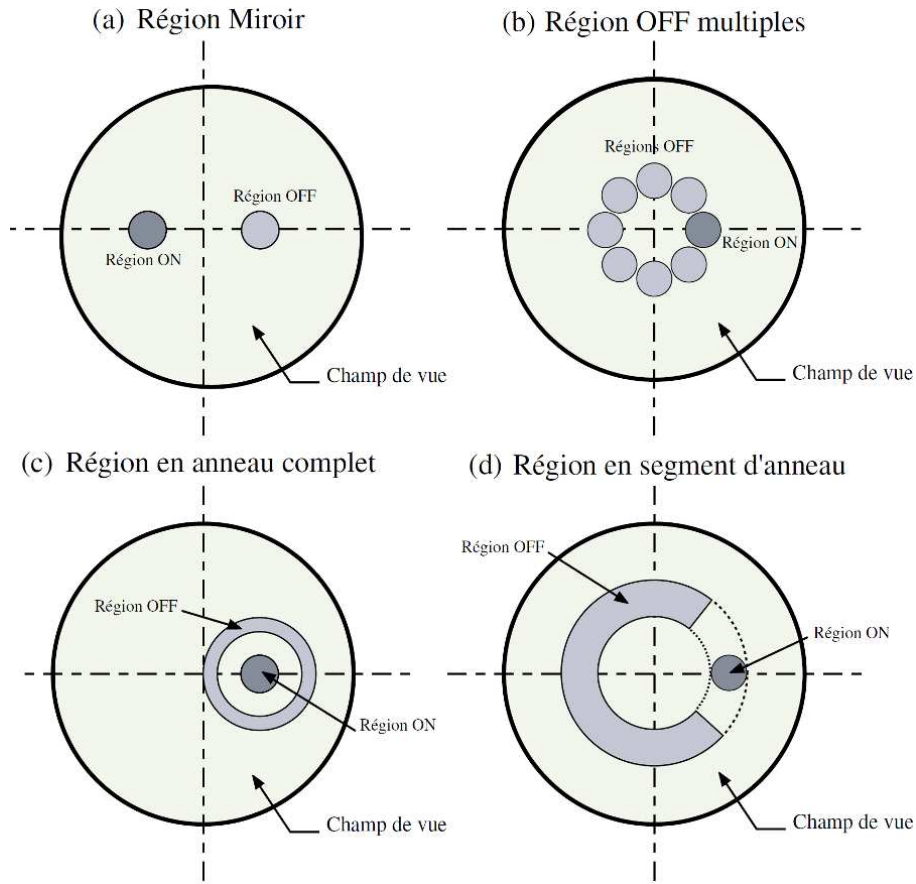 (a) Région Miroir
Région OFF
Région ON
Champ de vue
(b) Région OFF multiples
Régions OFF
Région ON
Champ de vue
(c) Région en anneau complet
Région OFF
Région ON
Champ de vue
(d) Région en segment d'anneau
Région OFF
Région ON
Champ de vue